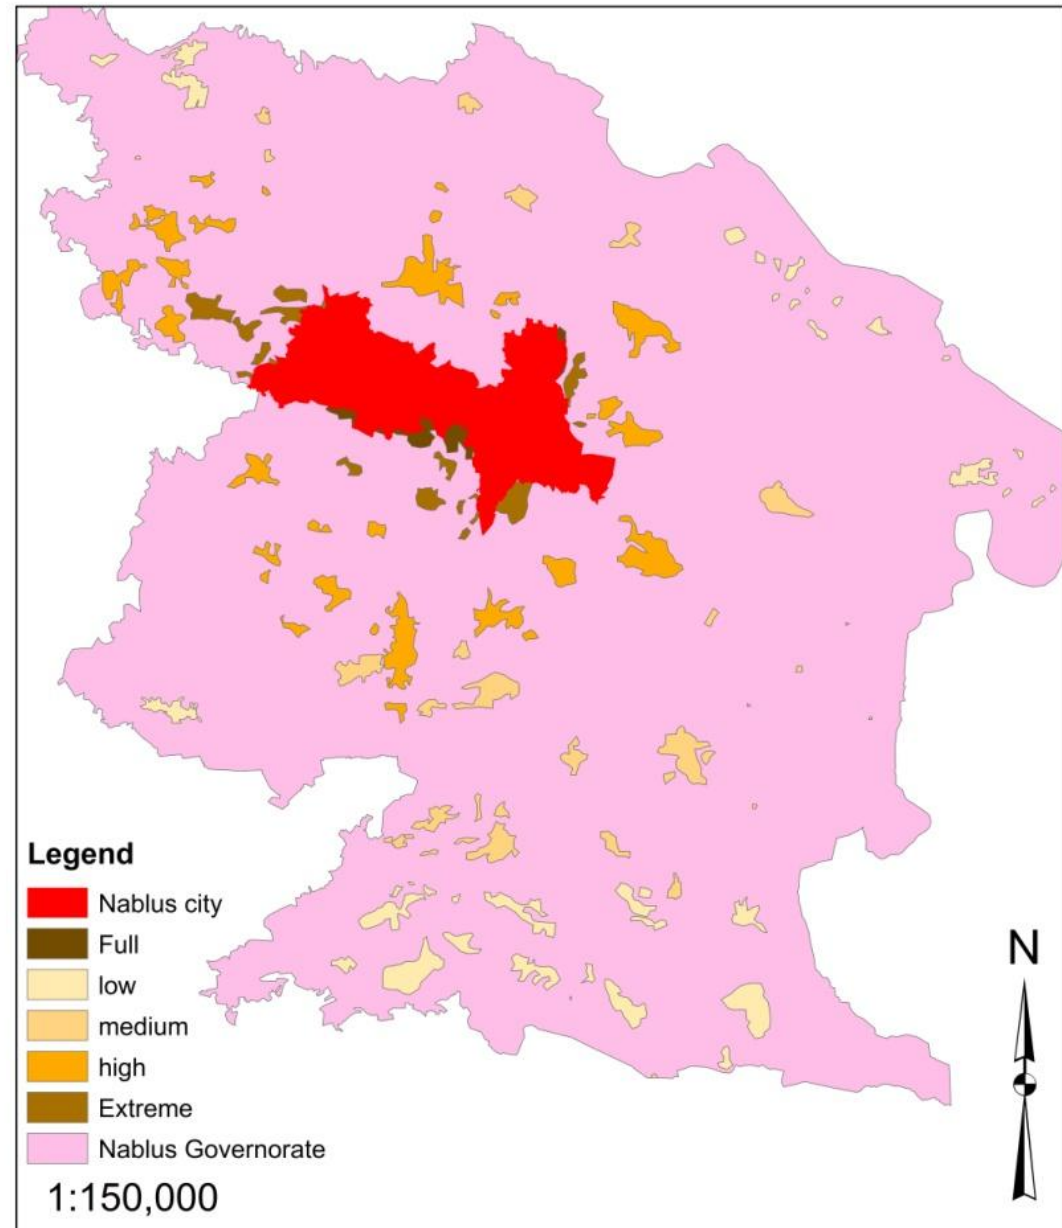 Legend
Nablus city
Full
low
medium
high
Extreme
Nablus Governorate
1:150,000
N